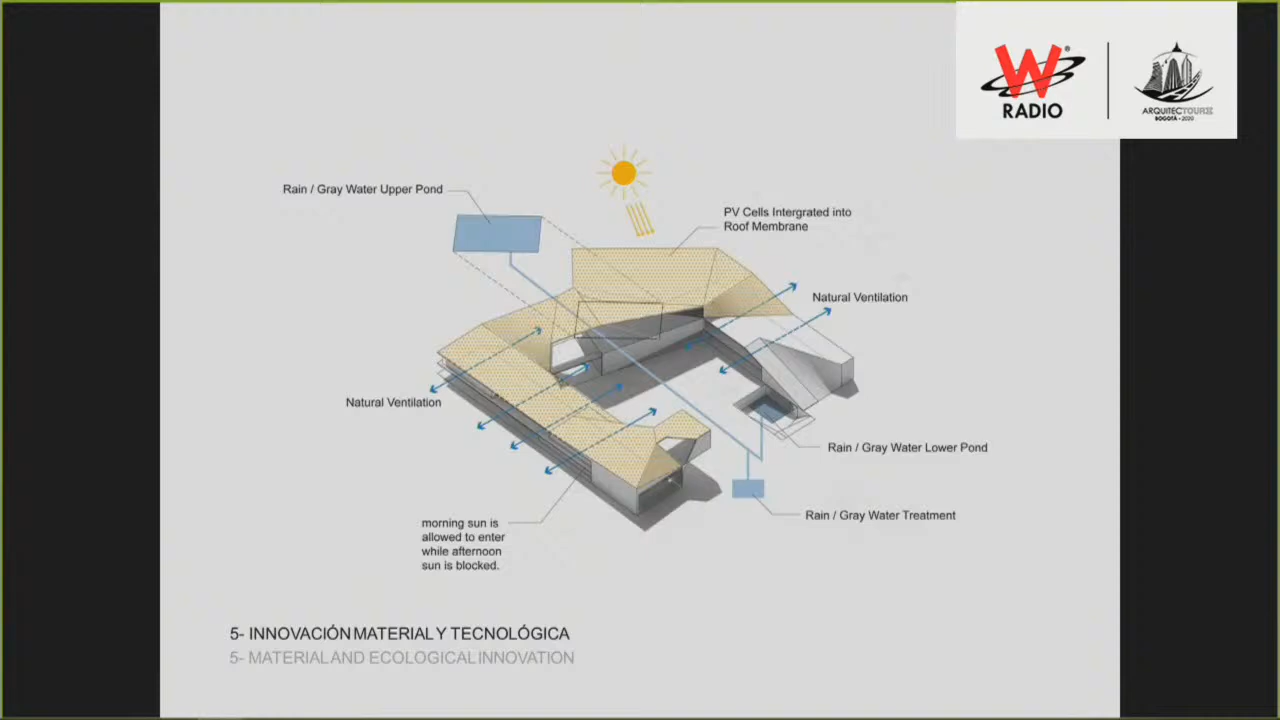 W®
RADIO
ARQUITECTOURS
BOGOTÁ • 2020
Rain / Gray Water Upper Pond
PV Cells Intergrated into
Roof Membrane
Natural Ventilation
Natural Ventilation
Rain / Gray Water Lower Pond
Rain / Gray Water Treatment
morning sun is
allowed to enter
while afternoon
sun is blocked.
5- INNOVACIÓN MATERIAL Y TECNOLÓGICA
5- MATERIAL AND ECOLOGICAL INNOVATION